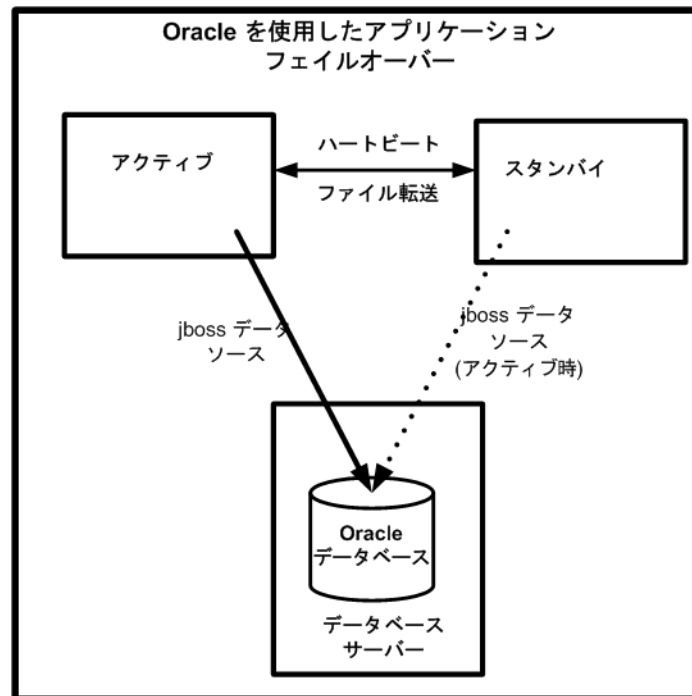 Oracle を使用したアプリケーション
フェイルオーバー
アクティブ
ハートビート
ファイル転送
スタンバイ
jboss データ
ソース
jboss データ
ソース
(アクティブ時)
Oracle
データベース
データベース
サーバー